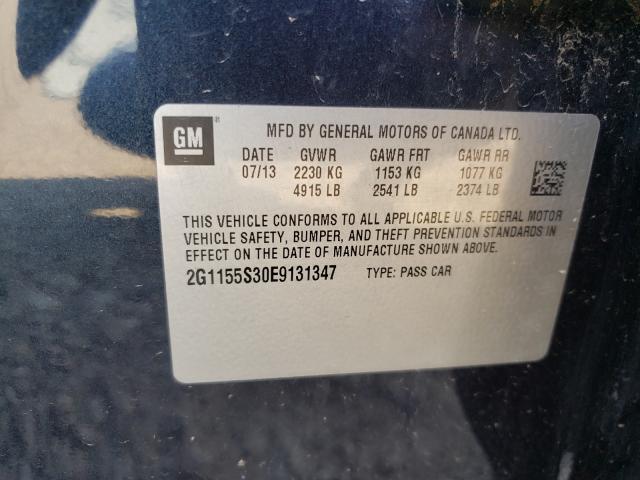 GM
MFD BY GENERAL MOTORS OF CANADA LTD.
DATE GVWR GAWR FRT GAWR RR
07/13 2230 KG 1153 KG 1077 KG
4915 LB 2541 LB 2374 LB
THIS VEHICLE CONFORMS TO ALL APPLICABLE U.S. FEDERAL MOTOR
VEHICLE SAFETY, BUMPER, AND THEFT PREVENTION STANDARDS IN
EFFECT ON THE DATE OF MANUFACTURE SHOWN ABOVE.
2G1155S30E9131347 TYPE: PASS CAR